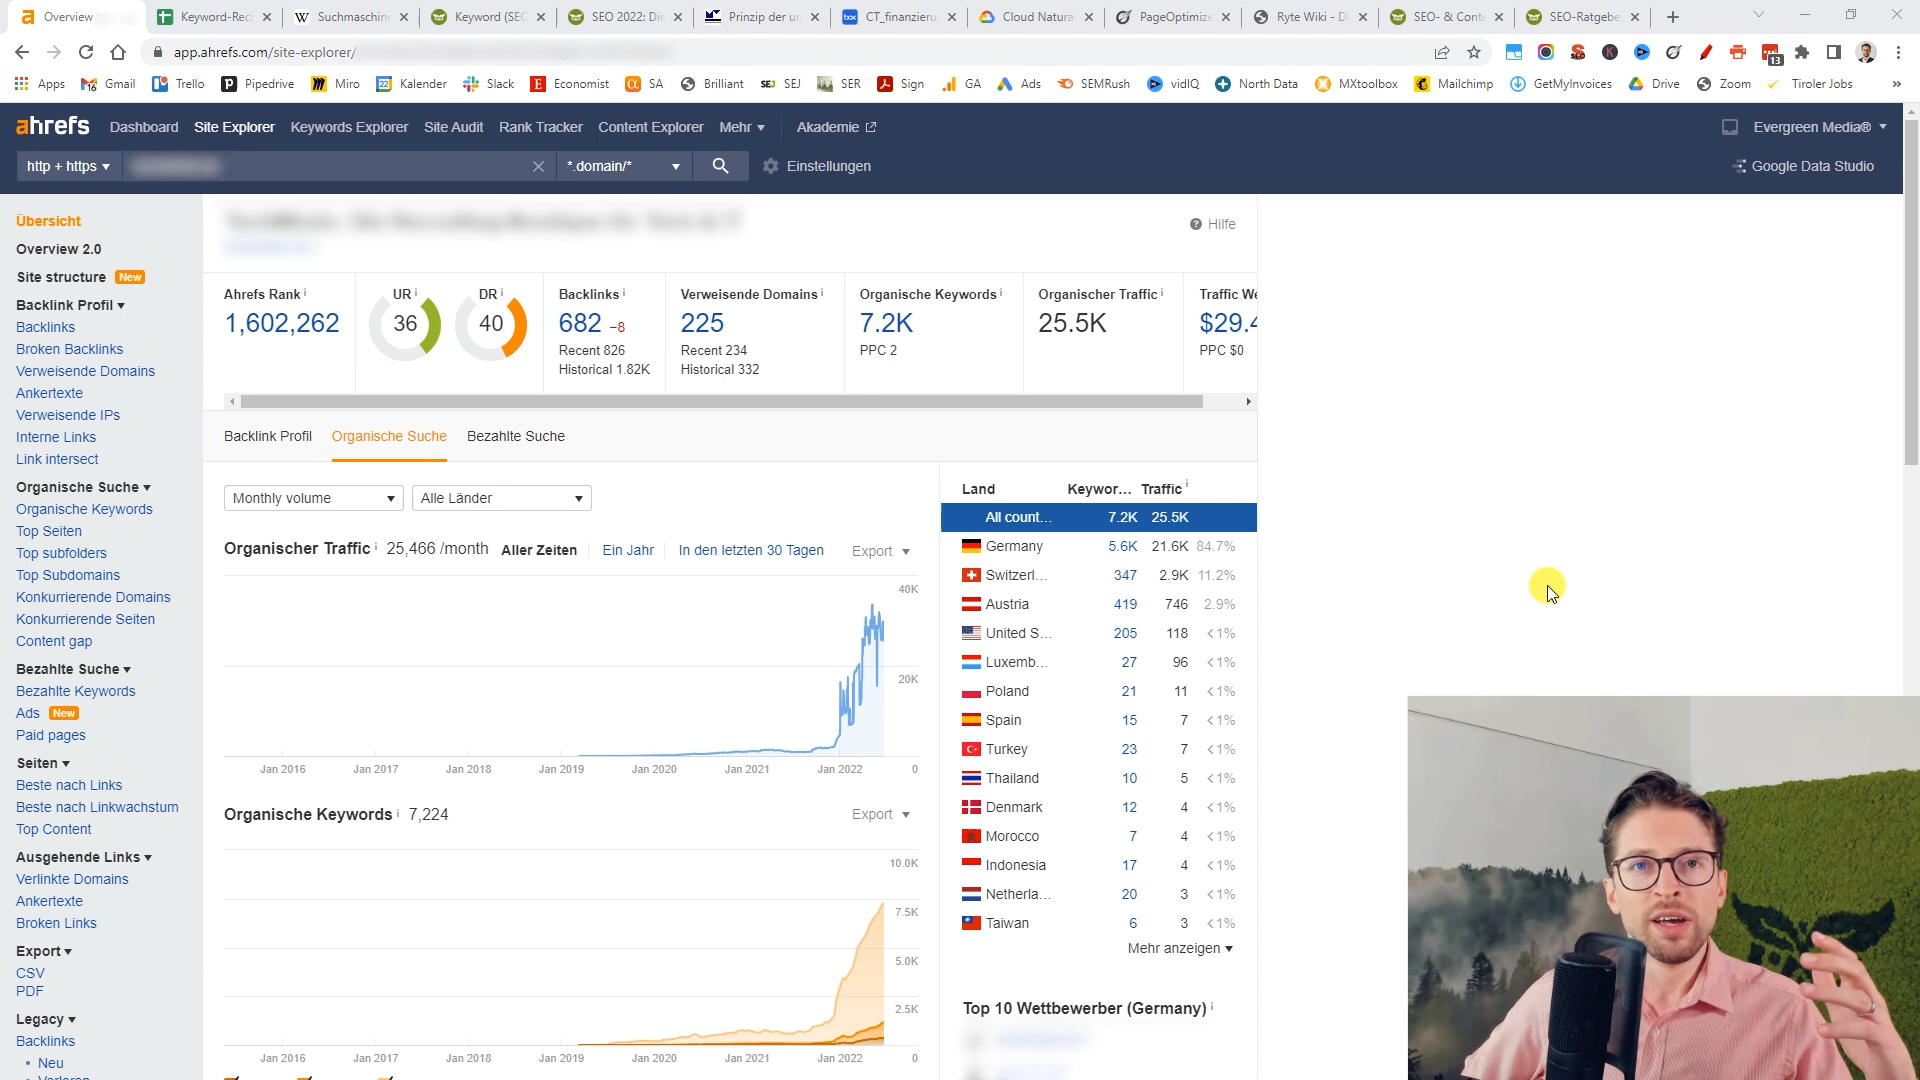 Overview
Keyword-Rec
Suchmaschin
Keyword (SEO
SEO 2022: Die
Prinzip der un
CT_finanzieru
Cloud Natura
PageOptimize
Ryte Wiki - D
SEO- & Conte
SEO-Ratgebe
app.ahrefs.com/site-explorer/
13
Apps
Gmail
Trello
Pipedrive
Miro
22
Kalender
Slack
Economist
SA
Brilliant
SEJ
SER
Sign
GA
Ads
SEMRush
vidIQ
North Data
MXtoolbox
Mailchimp
GetMyInvoices
Drive
Zoom
Tiroler Jobs
»
ahrefs
Dashboard
Site Explorer
Keywords Explorer
Site Audit
Rank Tracker
Content Explorer
Mehr
Akademie
Evergreen Media®
http + https
*.domain/*
Einstellungen
Google Data Studio
Übersicht
Overview 2.0
Site structure New
Backlink Profil
Backlinks
Broken Backlinks
Verweisende Domains
Ankertexte
Verweisende IPs
Interne Links
Link intersect
Organische Suche
Organische Keywords
Top Seiten
Top subfolders
Top Subdomains
Konkurrierende Domains
Konkurrierende Seiten
Content gap
Bezahlte Suche
Bezahlte Keywords
Ads New
Paid pages
Seiten
Beste nach Links
Beste nach Linkwachstum
Top Content
Ausgehende Links
Verlinkte Domains
Ankertexte
Broken Links
Export
CSV
PDF
Legacy
Backlinks
• Neu
Hilfe
Ahrefs Rank i
1,602,262
UR i
36
DR i
40
Backlinks i
682 −8
Recent 826
Historical 1.82K
Verweisende Domains i
225
Recent 234
Historical 332
Organische Keywords i
7.2K
PPC 2
Organischer Traffic i
25.5K
Traffic We
$29.4
PPC $0
Backlink Profil
Organische Suche
Bezahlte Suche
Monthly volume
Alle Länder
Organischer Traffic i 25,466 /month
Aller Zeiten
Ein Jahr
In den letzten 30 Tagen
Export
40K
20K
Jan 2016 Jan 2017 Jan 2018 Jan 2019 Jan 2020 Jan 2021 Jan 2022 0
Organische Keywords i 7,224
Export
10.0K
7.5K
5.0K
2.5K
Jan 2016 Jan 2017 Jan 2018 Jan 2019 Jan 2020 Jan 2021 Jan 2022 0
Land Keywor... Traffic i
All count... 7.2K 25.5K
Germany 5.6K 21.6K 84.7%
Switzerl... 347 2.9K 11.2%
Austria 419 746 2.9%
United S... 205 118 <1%
Luxemb... 27 96 <1%
Poland 21 11 <1%
Spain 15 7 <1%
Turkey 23 7 <1%
Thailand 10 5 <1%
Denmark 12 4 <1%
Morocco 7 4 <1%
Indonesia 17 4 <1%
Netherla... 20 3 <1%
Taiwan 6 3 <1%
Mehr anzeigen
Top 10 Wettbewerber (Germany) i